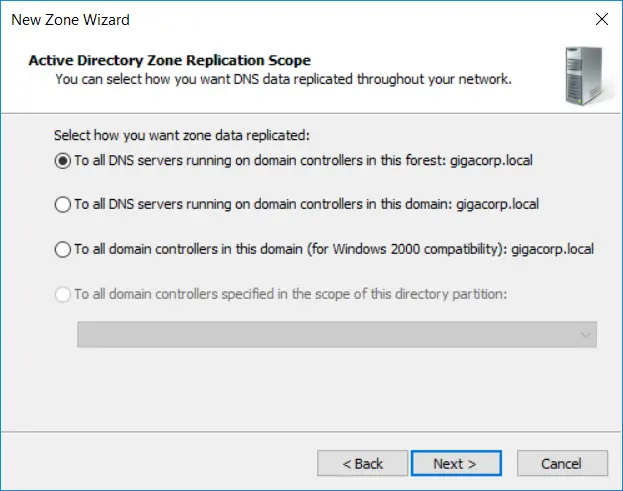 New Zone Wizard
Active Directory Zone Replication Scope
You can select how you want DNS data replicated throughout your network.
Select how you want zone data replicated:
To all DNS servers running on domain controllers in this forest: gigacorp.local
To all DNS servers running on domain controllers in this domain: gigacorp.local
To all domain controllers in this domain (for Windows 2000 compatibility): gigacorp.local
To all domain controllers specified in the scope of this directory partition:
< Back
Next >
Cancel